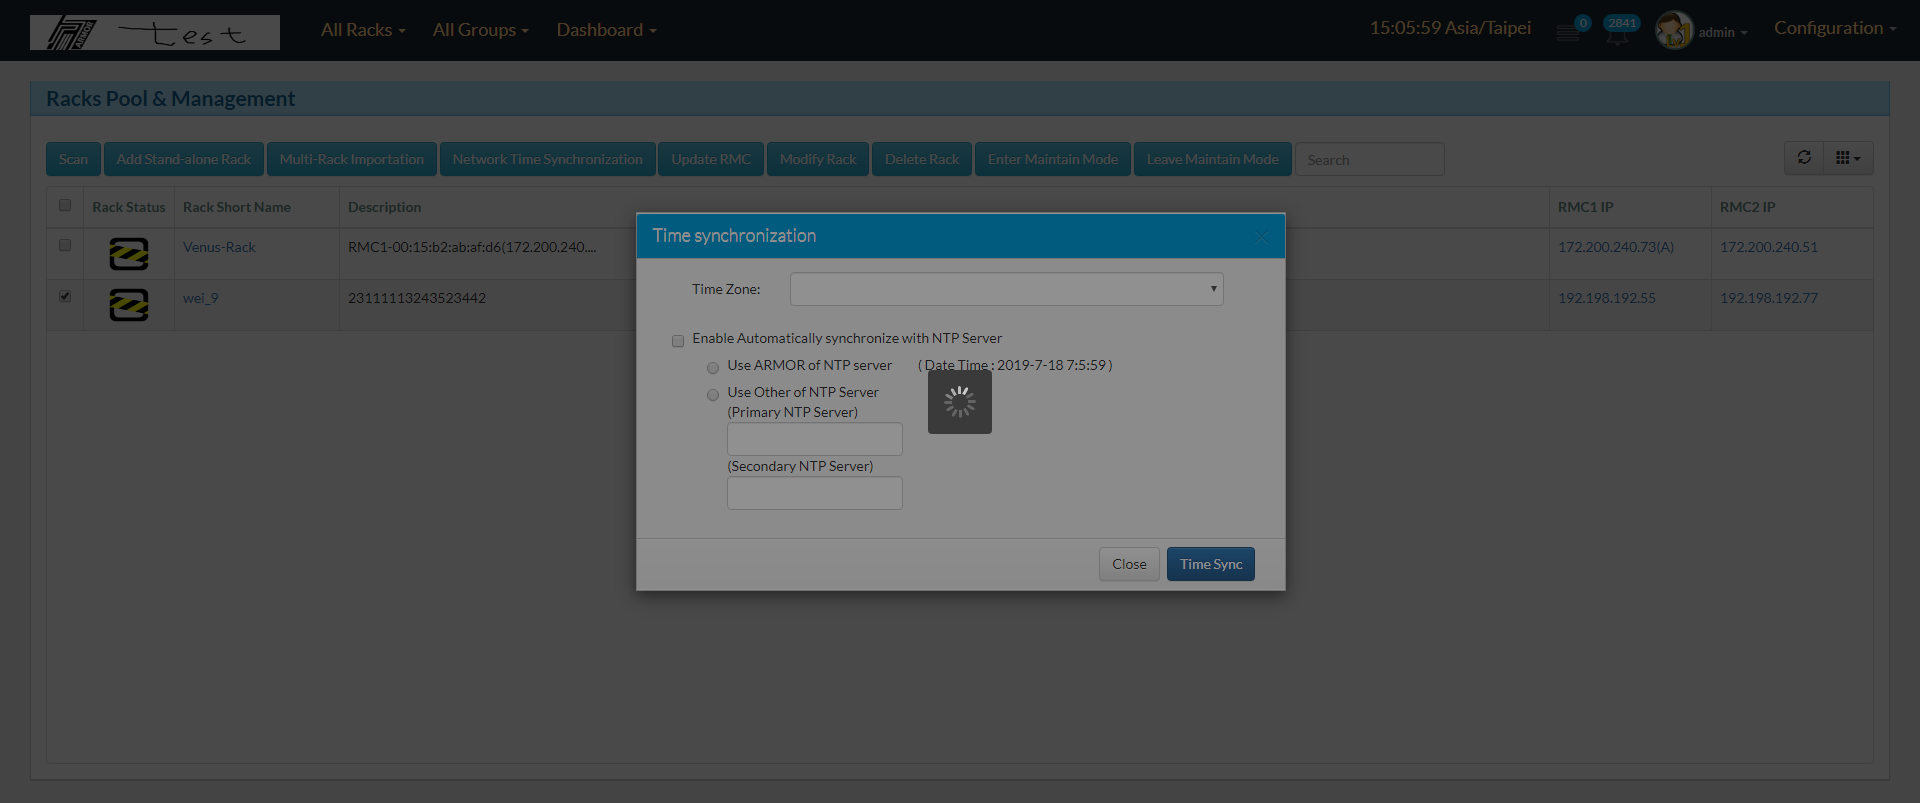 ARMOR test All Racks All Groups Dashboard 15:05:59 Asia/Taipei 0 2841 admin Configuration
Racks Pool & Management
Scan Add Stand-alone Rack Multi-Rack Importation Network Time Synchronization Update RMC Modify Rack Delete Rack Enter Maintain Mode Leave Maintain Mode Search
Rack Status Rack Short Name Description RMC1 IP RMC2 IP
Venus-Rack RMC1-00:15:b2:ab:af:d6(172.200.240.... 172.200.240.73(A) 172.200.240.51
wei_9 23111113243523442 192.198.192.55 192.198.192.77
Time synchronization
Time Zone:
Enable Automatically synchronize with NTP Server
Use ARMOR of NTP server ( Date Time : 2019-7-18 7:5:59 )
Use Other of NTP Server
(Primary NTP Server)
(Secondary NTP Server)
Close Time Sync